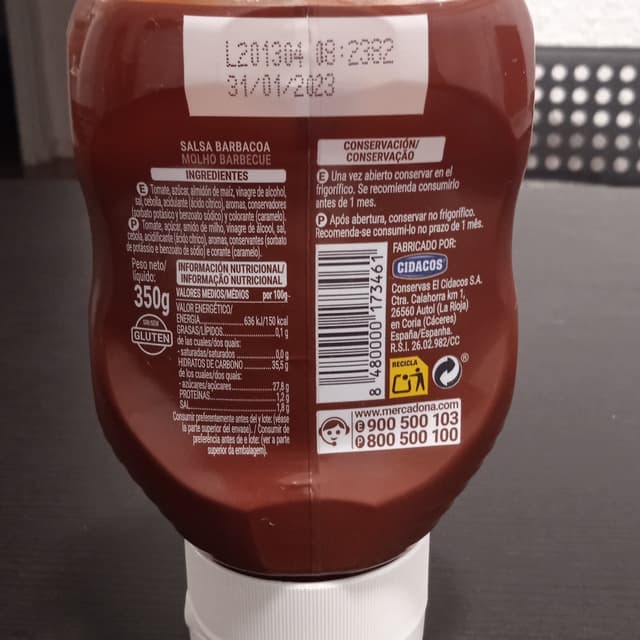 L201304 08:2382
31/01/2023
SALSA BARBACOA
MOLHO BARBECUE
INGREDIENTES
E Tomate, azúcar, almidón de maíz, vinagre de alcohol,
sal, cebolla, acidulante (ácido cítrico), aromas, conservadores
(sorbato potásico y benzoato sódico) y colorante (caramelo).
P Tomate, açúcar, amido de milho, vinagre de álcool, sal,
cebola, acidificante (ácido cítrico), aromas, conservantes (sorbato
de potássio e benzoato de sódio) e corante (caramelo).
Peso neto/
líquido:
350g
SIN/SEM
GLUTEN
INFORMACIÓN NUTRICIONAL/
INFORMAÇÃO NUTRICIONAL
VALORES MEDIOS/MÉDIOS por 100g
VALOR ENERGÉTICO/
ENERGIA 636 kJ/150 kcal
GRASAS/LÍPIDOS 0,1 g
de las cuales/dos quais:
- saturadas/saturados 0,0 g
HIDRATOS DE CARBONO 35,5 g
de los cuales/dos quais:
- azúcares/açúcares 27,8 g
PROTEÍNAS 1,2 g
SAL 1,8 g
Consumir preferentemente antes del y lote: (véase
la parte superior del envase). / Consumir de
preferência antes de e lote: (ver a parte
superior da embalagem).
CONSERVACIÓN/
CONSERVAÇÃO
E Una vez abierto conservar en el
frigorífico. Se recomienda consumirlo
antes de 1 mes.
P Após abertura, conservar no frigorífico.
Recomenda-se consumi-lo no prazo de 1 mês.
FABRICADO POR:
CIDACOS
Conservas El Cidacos S.A.
Ctra. Calahorra km 1,
26560 Autol (La Rioja)
en Coria (Cáceres)
España/Espanha.
R.S.I. 26.02.982/CC
8 480000 173461
RECICLA
®
www.mercadona.com
E 900 500 103
P 800 500 100